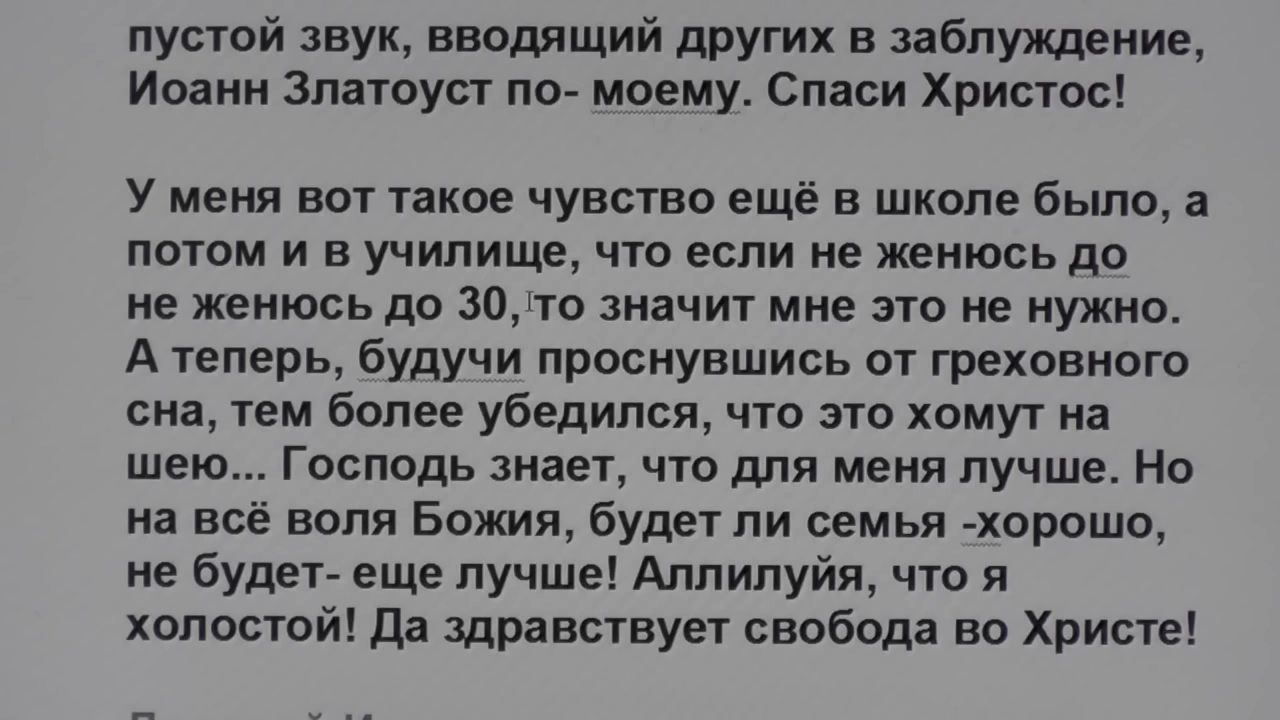 пустой звук, вводящий других в заблуждение,
Иоанн Златоуст по- моему. Спаси Христос!
У меня вот такое чувство ещё в школе было, а
потом и в училище, что если не женюсь до
не женюсь до 30, то значит мне это не нужно.
А теперь, будучи проснувшись от греховного
сна, тем более убедился, что это хомут на
шею... Господь знает, что для меня лучше. Но
на всё воля Божия, будет ли семья -хорошо,
не будет- еще лучше! Аллилуйя, что я
холостой! Да здравствует свобода во Христе!